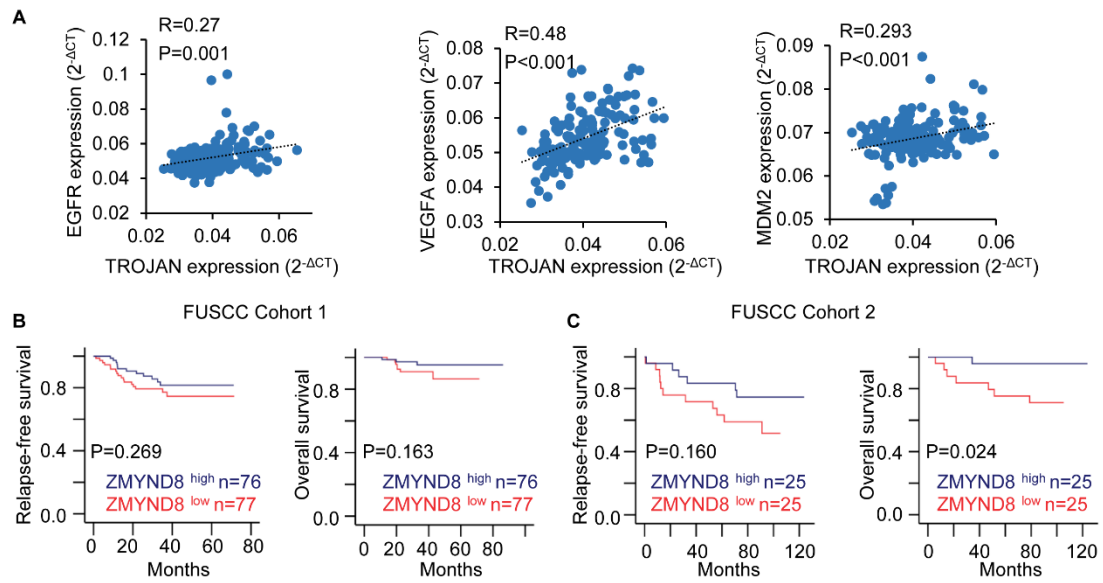 A
R=0.27
P=0.001
EGFR expression (2-ΔCT)
0.12
0.1
0.08
0.06
0.04
0.02
0
0.02 0.04 0.06
TROJAN expression (2-ΔCT)
R=0.48
P<0.001
VEGFA expression (2-ΔCT)
0.08
0.07
0.06
0.05
0.04
0.03
0.02 0.03 0.04 0.05 0.06
TROJAN expression (2-ΔCT)
R=0.293
P<0.001
MDM2 expression (2-ΔCT)
0.09
0.08
0.07
0.06
0.05
0.02 0.03 0.04 0.05 0.06
TROJAN expression (2-ΔCT)
B
FUSCC Cohort 1
Relapse-free survival
0.8
0.4
0.0
P=0.269
ZMYND8 high n=76
ZMYND8 low n=77
0 20 40 60 80
Months
Overall survival
0.8
0.4
0.0
P=0.163
ZMYND8 high n=76
ZMYND8 low n=77
0 20 40 60 80
Months
C
FUSCC Cohort 2
Relapse-free survival
0.8
0.4
0.0
P=0.160
ZMYND8 high n=25
ZMYND8 low n=25
0 40 80 120
Months
Overall survival
0.8
0.4
0.0
P=0.024
ZMYND8 high n=25
ZMYND8 low n=25
0 40 80 120
Months